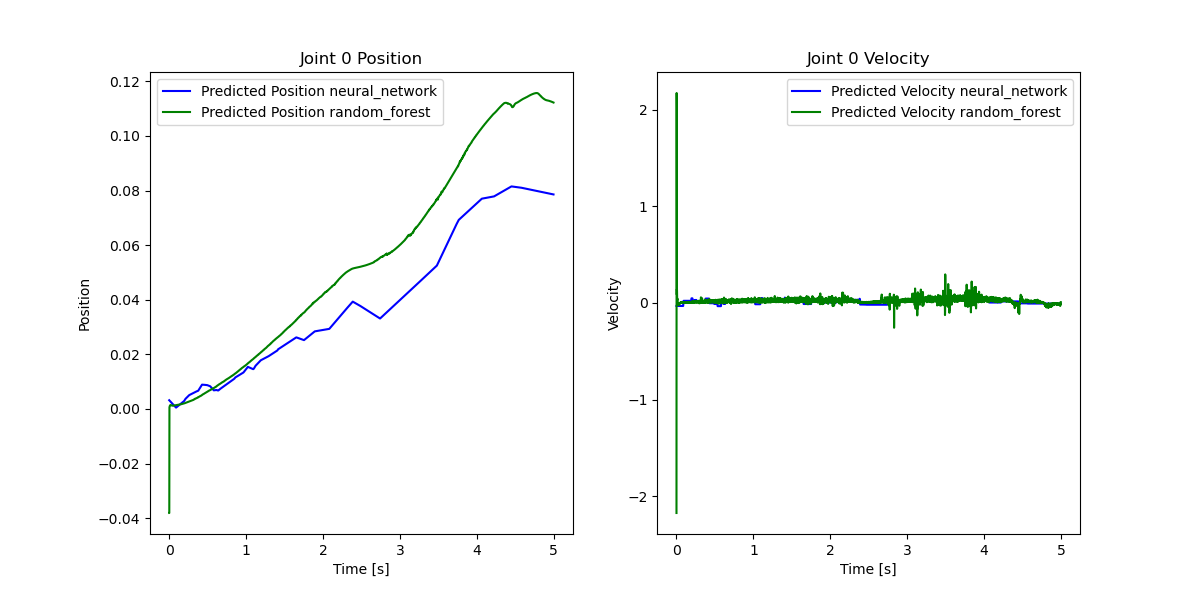 Joint 0 Position
Predicted Position neural_network
Predicted Position random_forest
Position
0.12
0.10
0.08
0.06
0.04
0.02
0.00
−0.02
−0.04
0 1 2 3 4 5
Time [s]
Joint 0 Velocity
Predicted Velocity neural_network
Predicted Velocity random_forest
Velocity
2
1
0
−1
−2
0 1 2 3 4 5
Time [s]